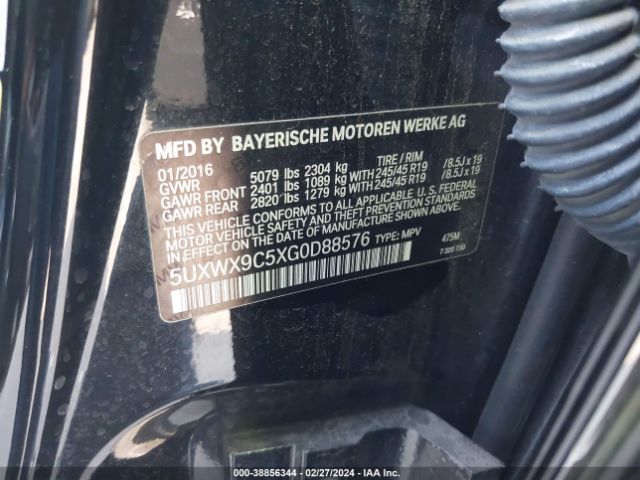 MFD BY BAYERISCHE MOTOREN WERKE AG
01/2016 5079 lbs 2304 kg TIRE / RIM
GVWR
GAWR FRONT 2401 lbs 1089 kg WITH 245/45 R19 / 8.5J x 19
GAWR REAR 2820 lbs 1279 kg WITH 245/45 R19 / 8.5J x 19
THIS VEHICLE CONFORMS TO ALL APPLICABLE U. S. FEDERAL
MOTOR VEHICLE SAFETY AND THEFT PREVENTION
STANDARDS IN EFFECT ON THE DATE OF MANUFACTURE SHOWN ABOVE.
5UXWX9C5XG0D88576 TYPE: MPV 475M
000-38856344 | 02/27/2024 | IAA Inc.